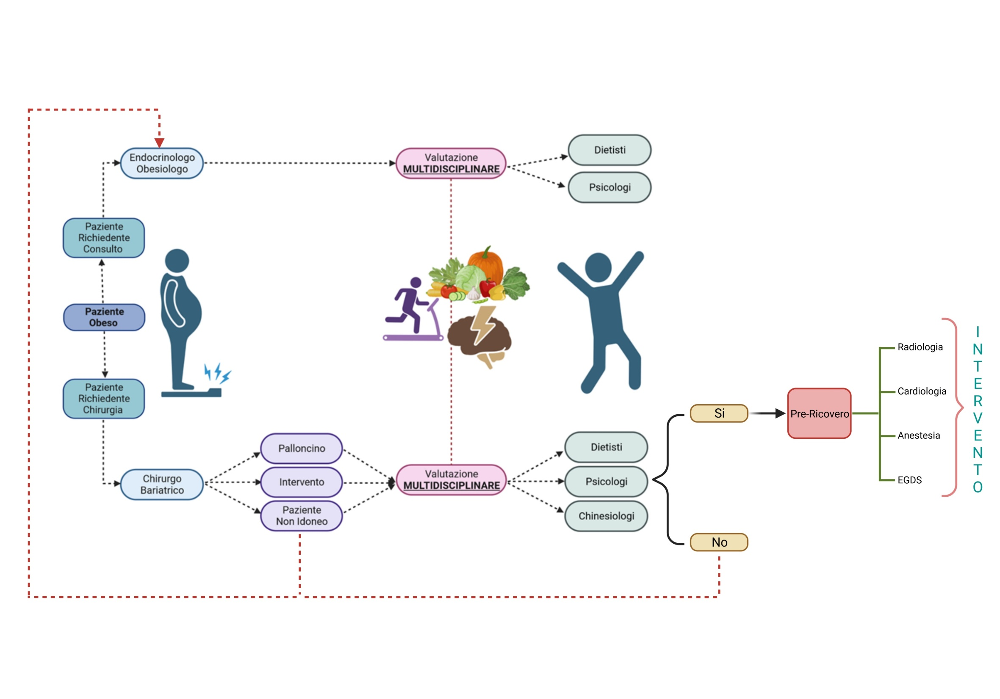 Endocrinologo
Obesiologo
Valutazione
MULTIDISCIPLINARE
Dietisti
Psicologi
Paziente
Richiedente
Consulto
Paziente
Obeso
Paziente
Richiedente
Chirurgia
Chirurgo
Bariatrico
Palloncino
Intervento
Paziente
Non Idoneo
Valutazione
MULTIDISCIPLINARE
Dietisti
Psicologi
Chinesiologi
Si
No
Pre-Ricovero
Radiologia
Cardiologia
Anestesia
EGDS
INTERVENTO